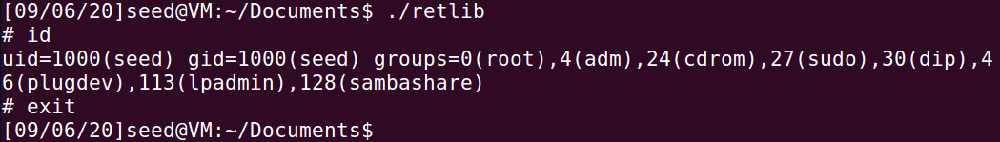 [09/06/20]seed@VM:~/Documents$ ./retlib
# id
uid=1000(seed) gid=1000(seed) groups=0(root),4(adm),24(cdrom),27(sudo),30(dip),4
6(plugdev),113(lpadmin),128(sambashare)
# exit
[09/06/20]seed@VM:~/Documents$